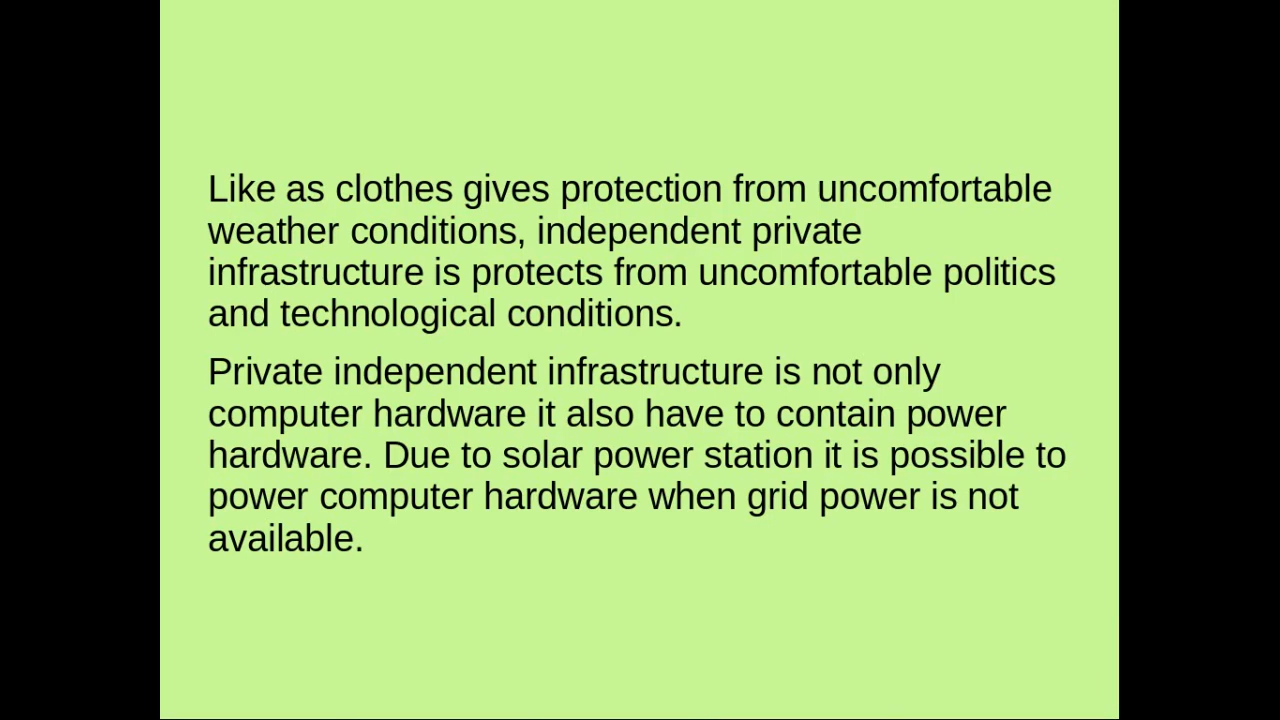 Like as clothes gives protection from uncomfortable
weather conditions, independent private
infrastructure is protects from uncomfortable politics
and technological conditions.
Private independent infrastructure is not only
computer hardware it also have to contain power
hardware. Due to solar power station it is possible to
power computer hardware when grid power is not
available.